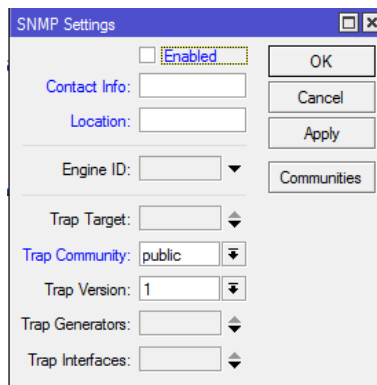 SNMP Settings
Enabled
OK
Contact Info:
Cancel
Location:
Apply
Engine ID:
Communities
Trap Target:
Trap Community: public
Trap Version: 1
Trap Generators:
Trap Interfaces: